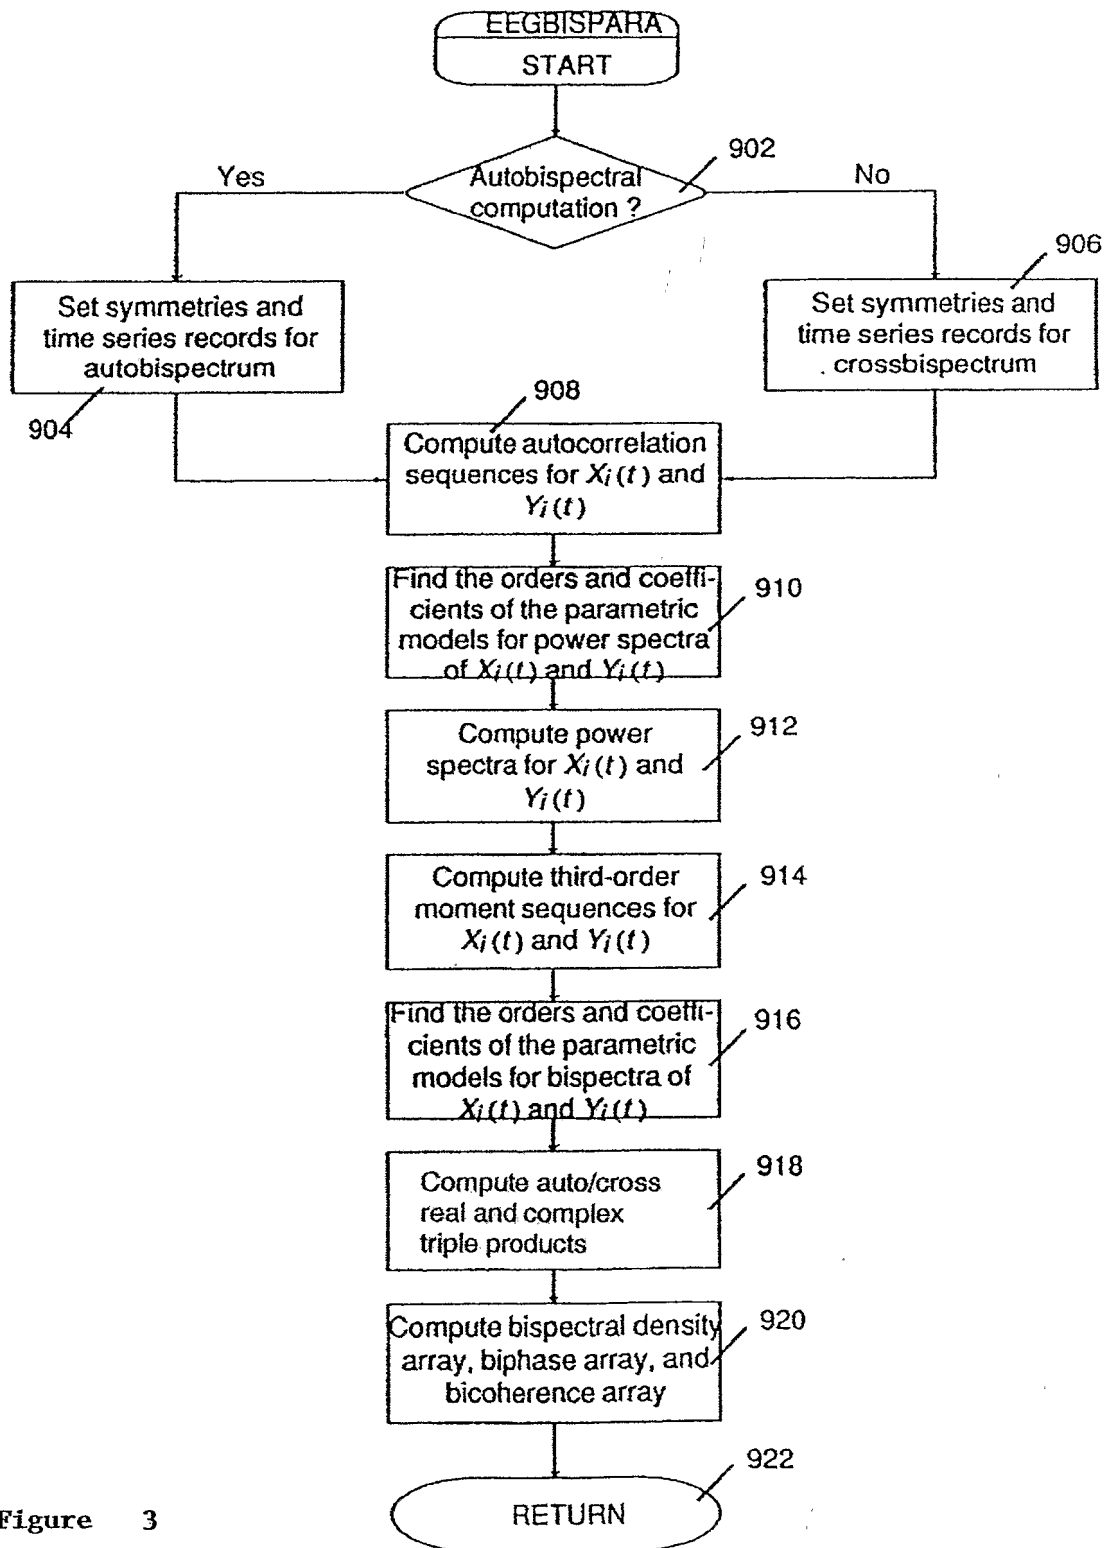 EEGBISPARA
START
902
Autobispectral
computation ?
Yes
No
906
Set symmetries and
time series records for
autobispectrum
904
Set symmetries and
time series records for
crossbispectrum
908
Compute autocorrelation
sequences for Xi(t) and
Yi(t)
Find the orders and coeffi-
cients of the parametric
models for power spectra
of Xi(t) and Yi(t)
910
Compute power
spectra for Xi(t) and
Yi(t)
912
Compute third-order
moment sequences for
Xi(t) and Yi(t)
914
Find the orders and coeffi-
cients of the parametric
models for bispectra of
Xi(t) and Yi(t)
916
Compute auto/cross
real and complex
triple products
918
Compute bispectral density
array, biphase array, and
bicoherence array
920
RETURN
922
Figure 3